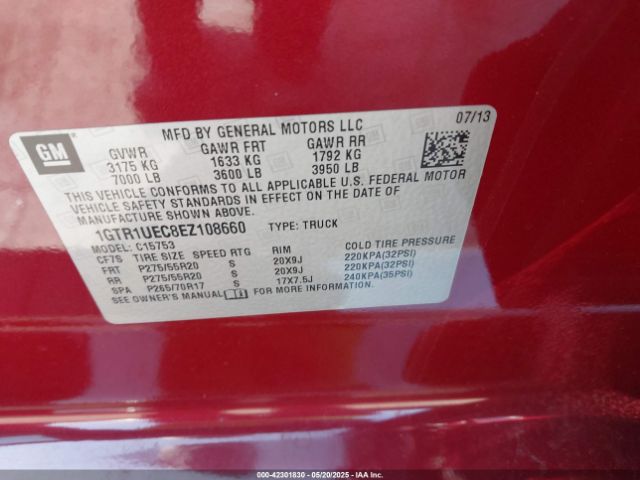 GM
MFD BY GENERAL MOTORS LLC
07/13
GVWR GAWR FRT GAWR RR
3175 KG 1633 KG 1792 KG
7000 LB 3600 LB 3950 LB
THIS VEHICLE CONFORMS TO ALL APPLICABLE U.S. FEDERAL MOTOR
VEHICLE SAFETY STANDARDS IN EFFECT ON THE DATE OF
MANUFACTURE SHOWN ABOVE.
1GTR1UEC8EZ108660 TYPE: TRUCK
MODEL: C15753
CF7S TIRE SIZE SPEED RTG RIM COLD TIRE PRESSURE
FRT P275/55R20 S 20X9J 220KPA(32PSI)
RR P275/55R20 S 20X9J 220KPA(32PSI)
SPA P265/70R17 S 17X7.5J 240KPA(35PSI)
SEE OWNER'S MANUAL FOR MORE INFORMATION.
000-42301830 - 05/20/2025 - IAA Inc.